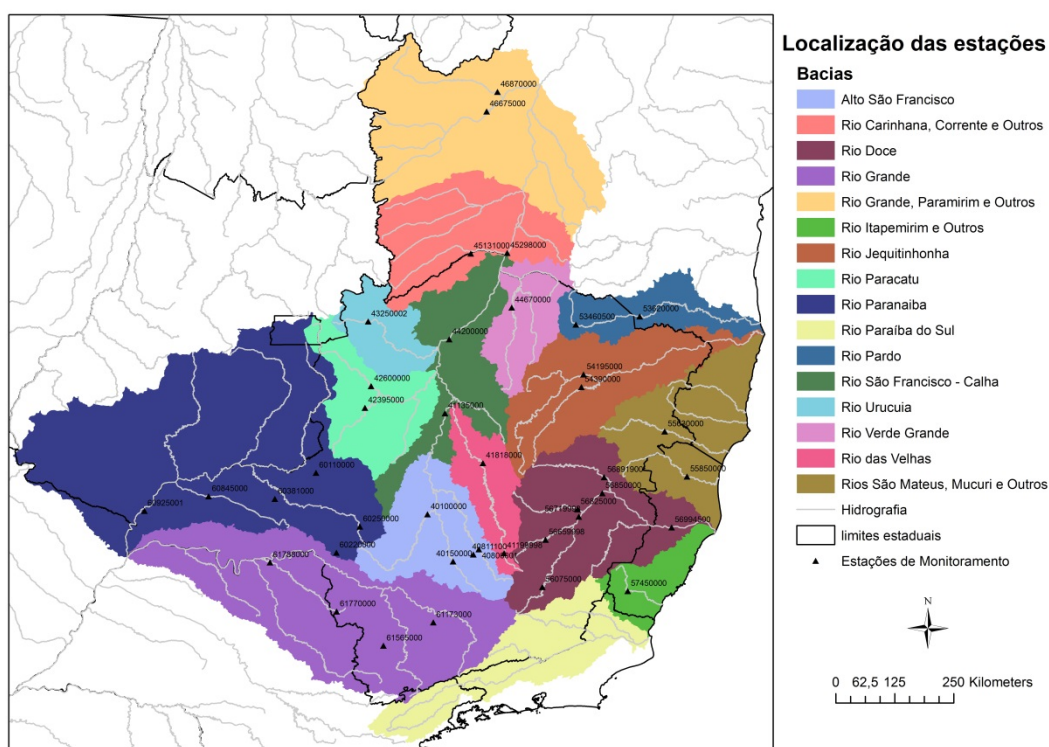 Localização das estações
Bacias
Alto São Francisco
Rio Carinhana, Corrente e Outros
Rio Doce
Rio Grande
Rio Grande, Paramirim e Outros
Rio Itapemirim e Outros
Rio Jequitinhonha
Rio Paracatu
Rio Paranaiba
Rio Paraíba do Sul
Rio Pardo
Rio São Francisco - Calha
Rio Urucuia
Rio Verde Grande
Rio das Velhas
Rios São Mateus, Mucuri e Outros
Hidrografia
limites estaduais
Estações de Monitoramento
N
0 62,5 125 250 Kilometers
46870000
46675000
45131000
45298000
44670000
43250002
53460500
53620000
44200000
42600000
54195000
54390000
42395000
41135000
55630000
41818000
60110000
56891900
55850000
60845000
60381000
56850000
60925001
40100000
56825000
60250000
56994500
60220000
40150000
61173000
61770000
61565000
57450000